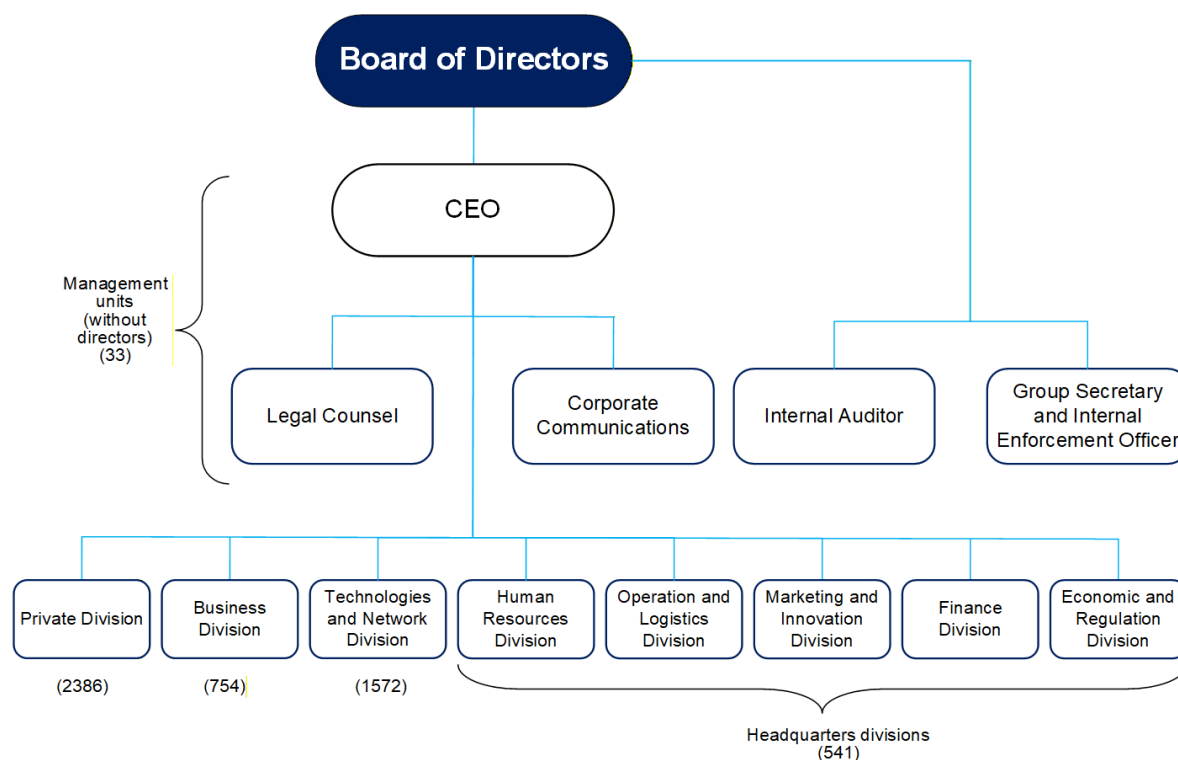 Board of Directors
CEO
Management
units
(without
directors)
(33)
Legal Counsel
Corporate
Communications
Internal Auditor
Group Secretary
and Internal
Enforcement Officer
Private Division
Business
Division
Technologies
and Network
Division
Human
Resources
Division
Operation and
Logistics
Division
Marketing and
Innovation
Division
Finance
Division
Economic and
Regulation
Division
(2386)
(754)
(1572)
Headquarters divisions
(541)